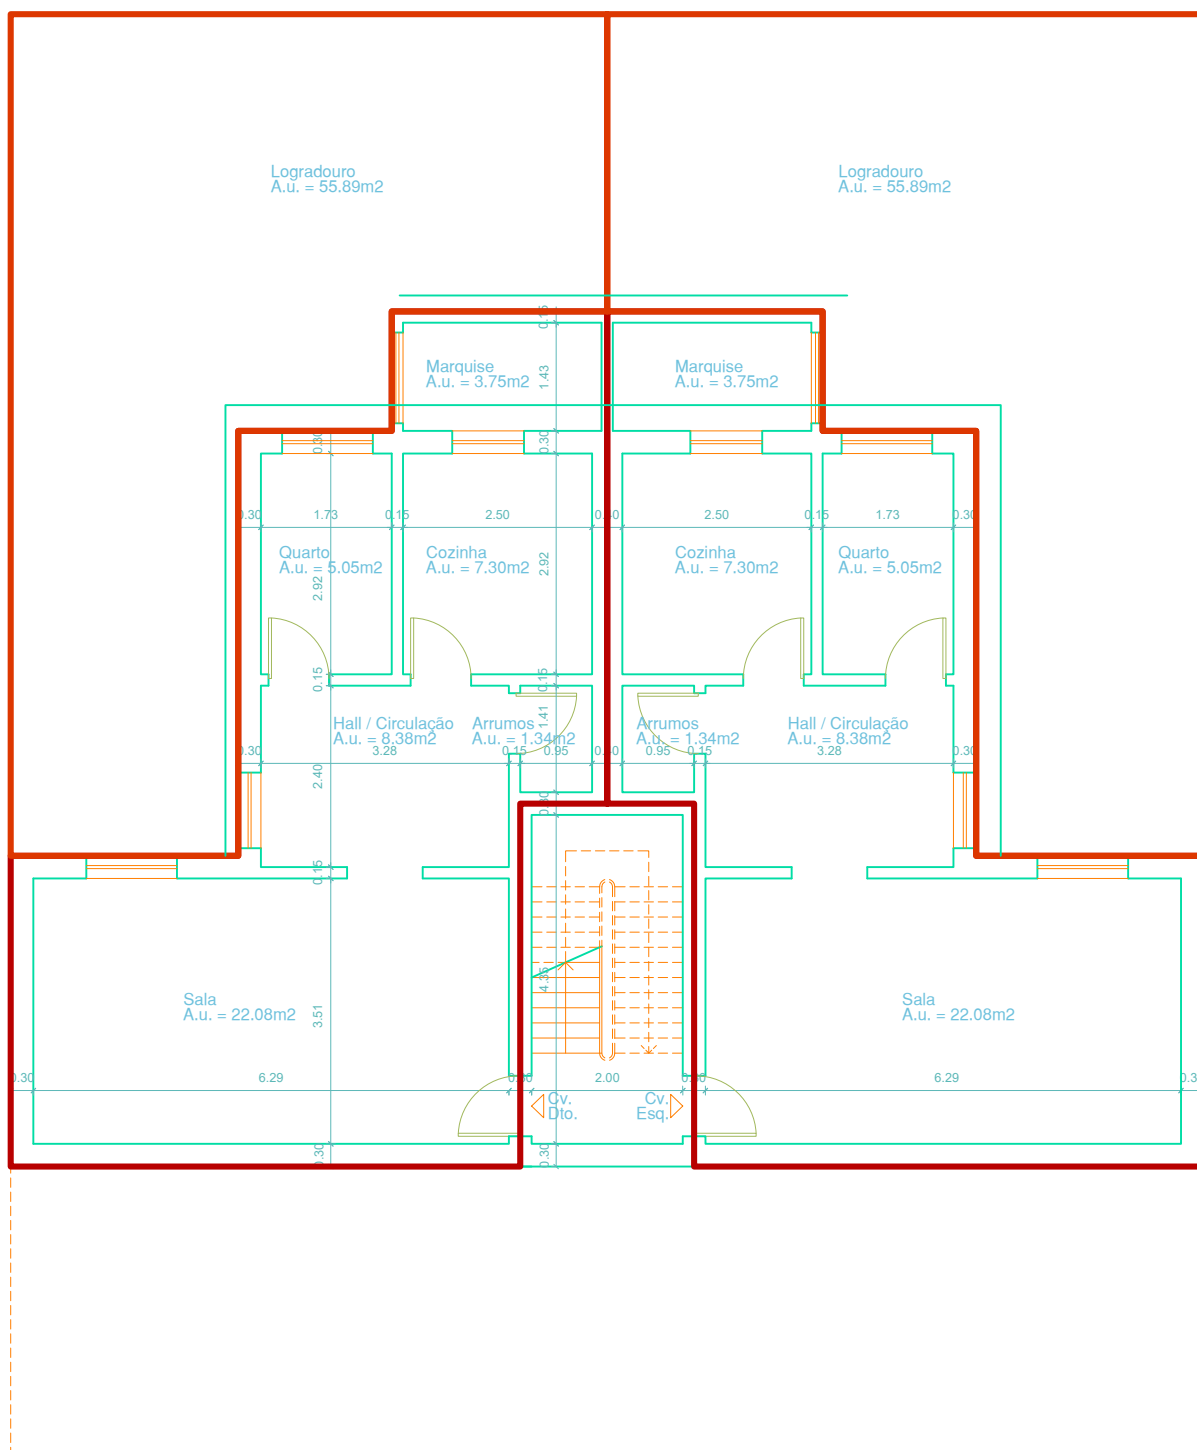 Logradouro
A.u. = 55.89m2
Logradouro
A.u. = 55.89m2
0.15
Marquise
A.u. = 3.75m2
1.43
Marquise
A.u. = 3.75m2
0.30
0.30
0.30
1.73
0.15
2.50
2.50
0.15
1.73
0.30
Quarto
A.u. = 5.05m2
Cozinha
A.u. = 7.30m2
Cozinha
A.u. = 7.30m2
Quarto
A.u. = 5.05m2
2.92
2.92
0.15
0.15
Hall / Circulação
A.u. = 8.38m2
Arrumos
A.u. = 1.34m2
1.41
Arrumos
A.u. = 1.34m2
Hall / Circulação
A.u. = 8.38m2
0.30
3.28
0.15
0.95
0.95
0.15
3.28
0.30
2.40
0.15
4.35
Sala
A.u. = 22.08m2
3.51
Sala
A.u. = 22.08m2
0.30
6.29
2.00
6.29
Cv.
Dto.
Cv.
Esq.
0.30
0.30